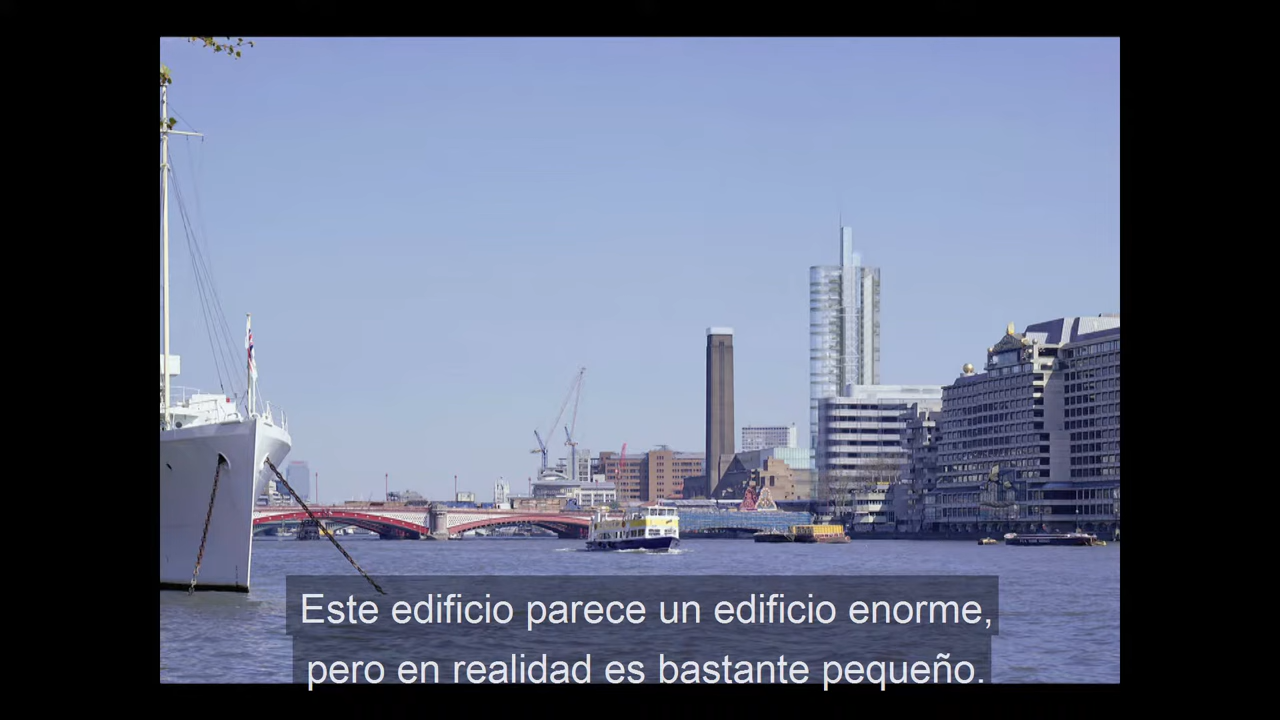 Este edificio parece un edificio enorme,
pero en realidad es bastante pequeño.